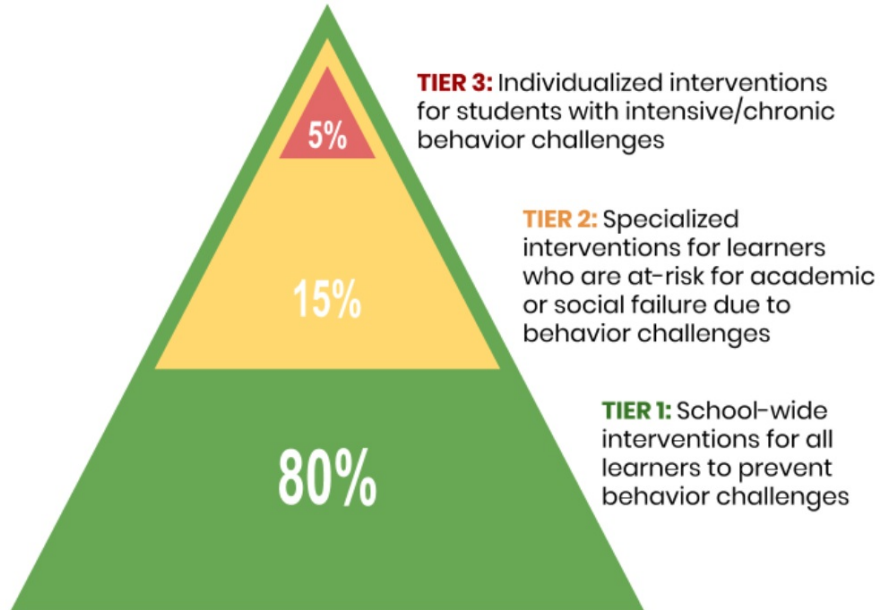 5%
TIER 3: Individualized interventions
for students with intensive/chronic
behavior challenges
15%
TIER 2: Specialized
interventions for learners
who are at-risk for academic
or social failure due to
behavior challenges
80%
TIER 1: School-wide
interventions for all
learners to prevent
behavior challenges